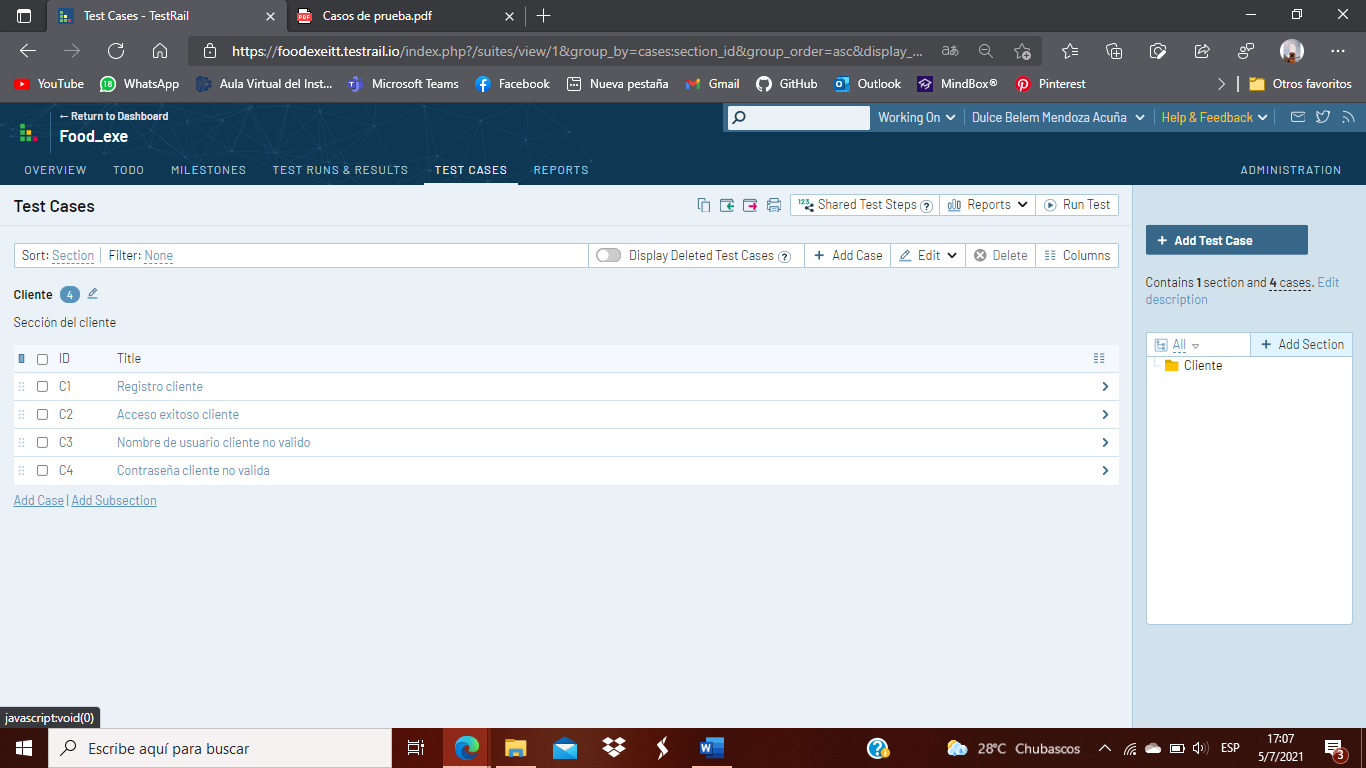 Test Cases - TestRail
Casos de prueba.pdf
https://foodexeitt.testrail.io/index.php?/suites/view/1&group_by=cases:section_id&group_order=asc&display_...
YouTube
18
WhatsApp
Aula Virtual del Inst...
Microsoft Teams
Facebook
Nueva pestaña
Gmail
GitHub
Outlook
MindBox®
Pinterest
Otros favoritos
← Return to Dashboard
Food_exe
Working On
Dulce Belem Mendoza Acuña
Help & Feedback
OVERVIEW
TODO
MILESTONES
TEST RUNS & RESULTS
TEST CASES
REPORTS
ADMINISTRATION
Test Cases
123 Shared Test Steps ?
Reports
Run Test
Sort: Section
Filter: None
Display Deleted Test Cases ?
+ Add Case
Edit
Delete
Columns
Cliente 4
Sección del cliente
ID Title
C1 Registro cliente
C2 Acceso exitoso cliente
C3 Nombre de usuario cliente no valido
C4 Contraseña cliente no valida
Add Case | Add Subsection
+ Add Test Case
Contains 1 section and 4 cases. Edit
description
All
+ Add Section
Cliente
javascript:void(0)
Escribe aquí para buscar
28°C Chubascos
ESP
17:07
5/7/2021
3